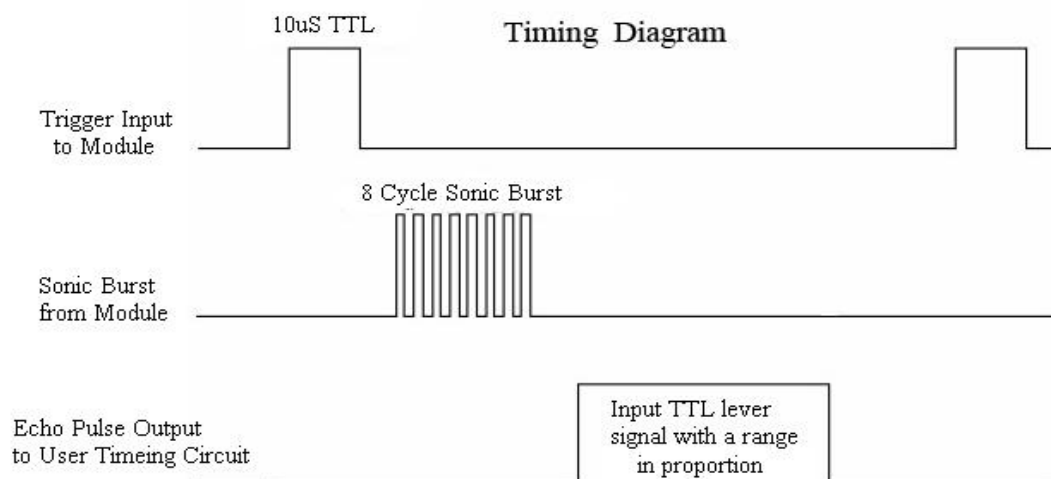 10uS TTL
Timing Diagram
Trigger Input
to Module
8 Cycle Sonic Burst
Sonic Burst
from Module
Echo Pulse Output
to User Timeing Circuit
Input TTL lever
signal with a range
in proportion